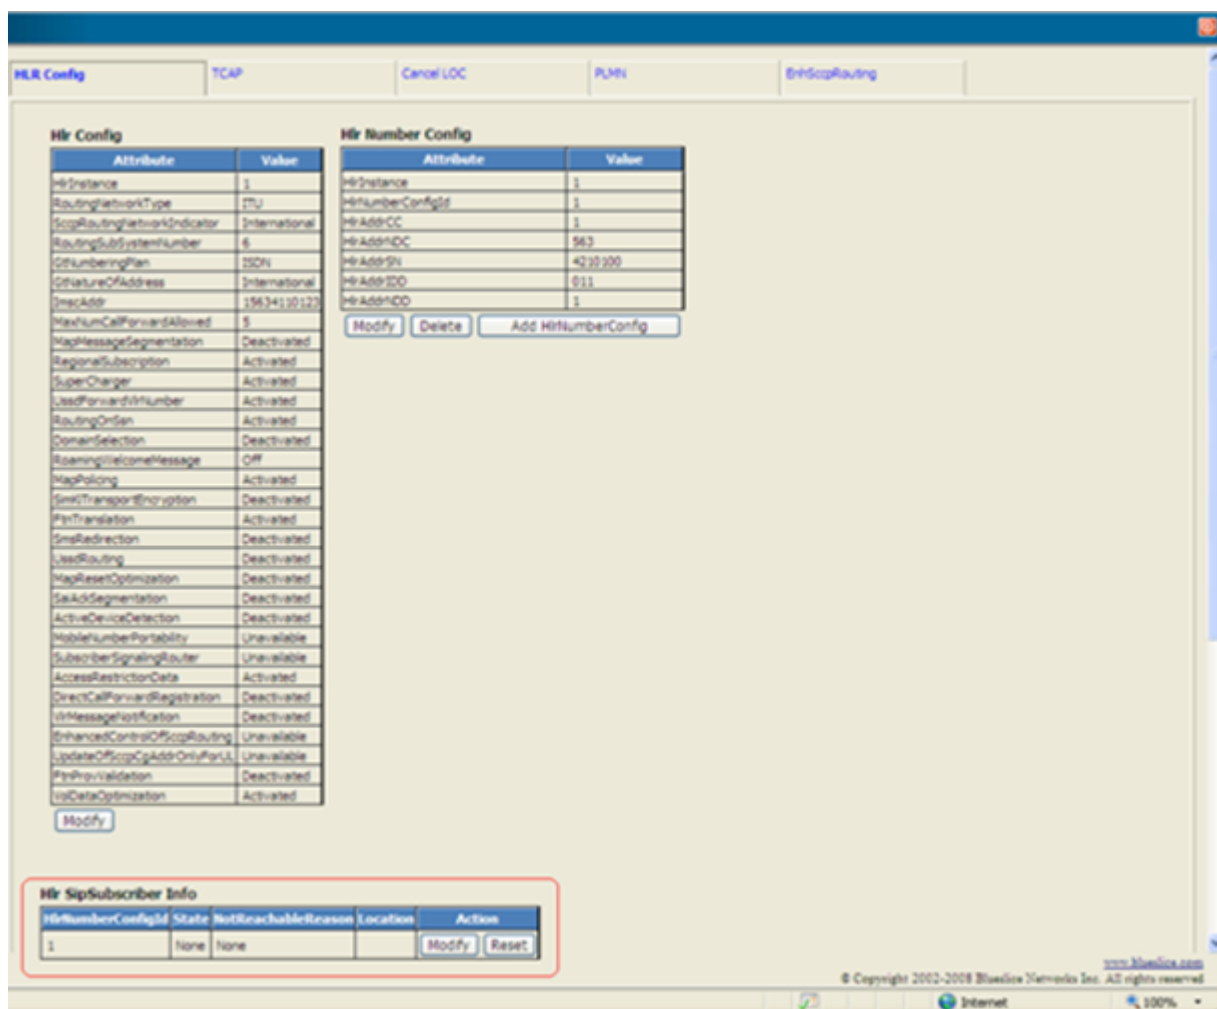 HLR Config TCAP Cancel LOC PLMN EnhSccpRouting
Hlr Config
Attribute Value
HlrInstance 1
RoutingNetworkType ITU
SccpRoutingNetworkIndicator International
RoutingSubSystemNumber 6
GtNumberingPlan ISDN
GtNatureOfAddress International
ImscAddr 15634110123
MaxNumCallForwardAllowed 5
MapMessageSegmentation Deactivated
RegionalSubscription Activated
SuperCharger Activated
UssdForwardVlrNumber Activated
RoutingOnSsn Activated
DomainSelection Deactivated
RoamingWelcomeMessage Off
MapPolicing Activated
SimKiTransportEncryption Deactivated
FtnTranslation Activated
SmsRedirection Deactivated
UssdRouting Deactivated
MapResetOptimization Deactivated
SaiAckSegmentation Deactivated
ActiveDeviceDetection Deactivated
MobileNumberPortability Unavailable
SubscriberSignalingRouter Unavailable
AccessRestrictionData Activated
DirectCallForwardRegistration Deactivated
VlrMessageNotification Deactivated
EnhancedControlOfSccpRouting Unavailable
UpdateOfSccpCgAddrOnlyForUL Unavailable
FtnProvValidation Deactivated
VolDataOptimization Activated
Modify
Hlr Number Config
Attribute Value
HlrInstance 1
HlrNumberConfigId 1
HlrAddrCC 1
HlrAddrNDC 563
HlrAddrSN 4210100
HlrAddrIDD 011
HlrAddrNDD 1
Modify Delete Add HlrNumberConfig
Hlr SipSubscriber Info
HlrNumberConfigId State NotReachableReason Location Action
1 None None Modify Reset
www.blueslice.com
© Copyright 2002-2008 Blueslice Networks Inc. All rights reserved
Internet 100%